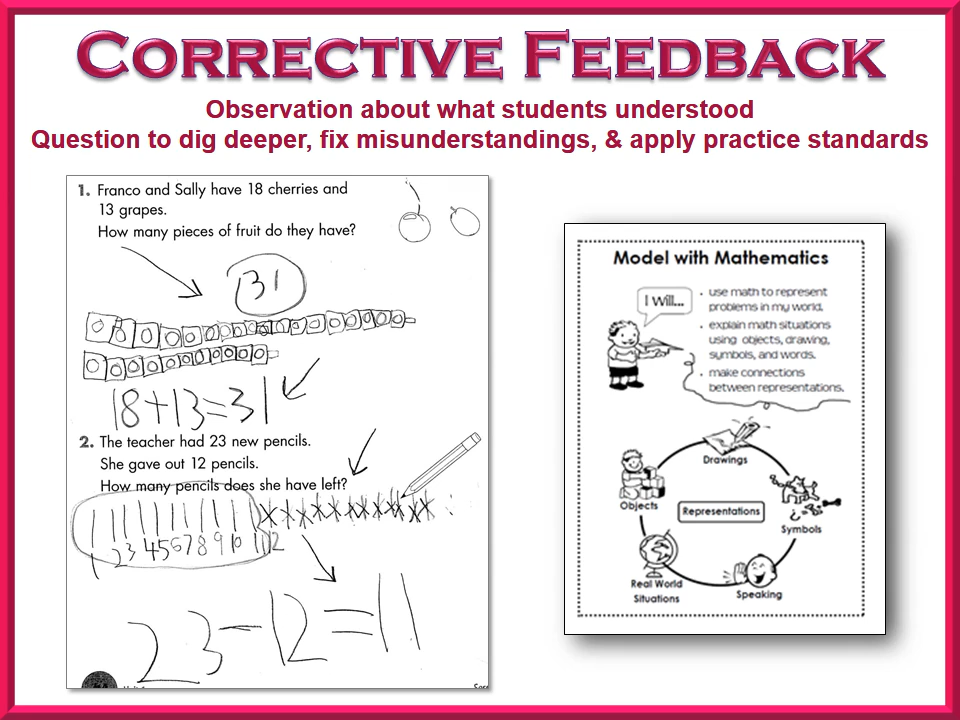 CORRECTIVE FEEDBACK
Observation about what students understood
Question to dig deeper, fix misunderstandings, & apply practice standards
1. Franco and Sally have 18 cherries and
13 grapes.
How many pieces of fruit do they have?
31
18+13=31
2. The teacher had 23 new pencils.
She gave out 12 pencils.
How many pencils does she have left?
1 2 3 4 5 6 7 8 9 10 11 12
23-12=11
Model with Mathematics
I will...
• use math to represent
problems in my world.
• explain math situations
using objects, drawing,
symbols, and words.
• make connections
between representations.
Drawings
Objects
Representations
Symbols
Real World
Situations
Speaking